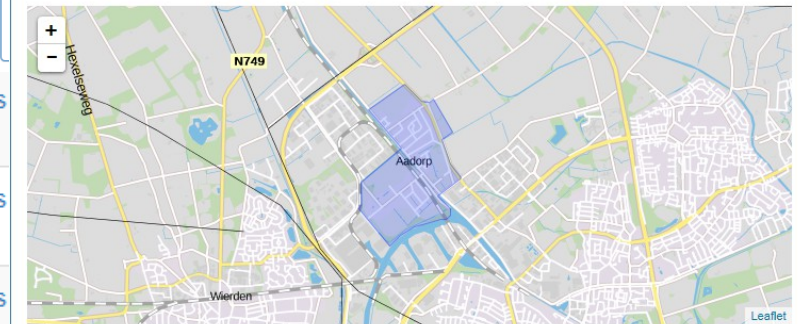 +
−
N749
Hexelseweg
Aadorp
Wierden
Leaflet
S
S
S